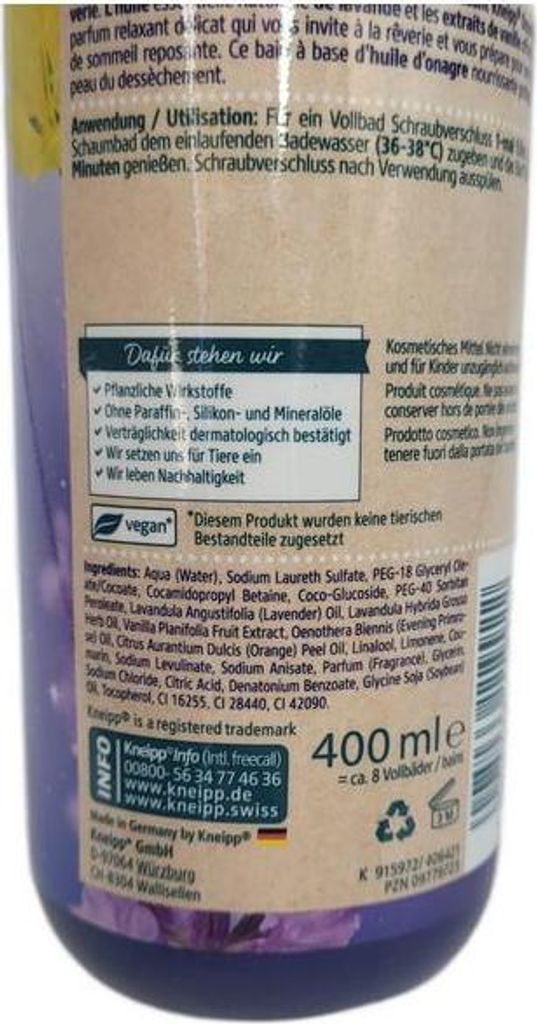 verie. L'huile
de lavande et les extraits de vanille
parfum relaxant délicat qui vous invite à la rêverie et vous prépare
de sommeil reposante. Ce bain à base d'huile d'onagre nourrissante
peau du dessèchement.
Anwendung / Utilisation: Für ein Vollbad Schraubverschluss
Schaumbad dem einlaufenden Badewasser (36-38°C) zugeben und
Minuten genießen. Schraubverschluss nach Verwendung ausspülen.
Dafür stehen wir
✓ Pflanzliche Wirkstoffe
✓ Ohne Paraffin-, Silikon- und Mineralöle
✓ Verträglichkeit dermatologisch bestätigt
✓ Wir setzen uns für Tiere ein
✓ Wir leben Nachhaltigkeit
Kosmetisches Mittel. Nicht
und für Kinder unzugänglich
Produit cosmétique. Ne pas
conserver hors de portée
Prodotto cosmetico. Non
tenere fuori dalla portata
vegan*
*Diesem Produkt wurden keine tierischen
Bestandteile zugesetzt
Ingredients: Aqua (Water), Sodium Laureth Sulfate, PEG-18 Glyceryl Ole-
ate/Cocoate, Cocamidopropyl Betaine, Coco-Glucoside, PEG-40 Sorbitan
Peroleate, Lavandula Angustifolia (Lavender) Oil, Lavandula Hybrida Grosso
Herb Oil, Vanilla Planifolia Fruit Extract, Oenothera Biennis (Evening Primro-
se) Oil, Citrus Aurantium Dulcis (Orange) Peel Oil, Linalool, Limonene, Cou-
marin, Sodium Levulinate, Sodium Anisate, Parfum (Fragrance), Glycerin,
Sodium Chloride, Citric Acid, Denatonium Benzoate, Glycine Soja (Soybean)
Oil, Tocopherol, CI 16255, CI 28440, CI 42090.
Kneipp® is a registered trademark
INFO
Kneipp® Info (intl. freecall)
00800- 56 34 77 46 36
www.kneipp.de
www.kneipp.swiss
400 ml e
= ca. 8 Vollbäder / bains
Made in Germany by Kneipp®
Kneipp® GmbH
D-97064 Würzburg
CH-8304 Wallisellen
K 915972/
PZN